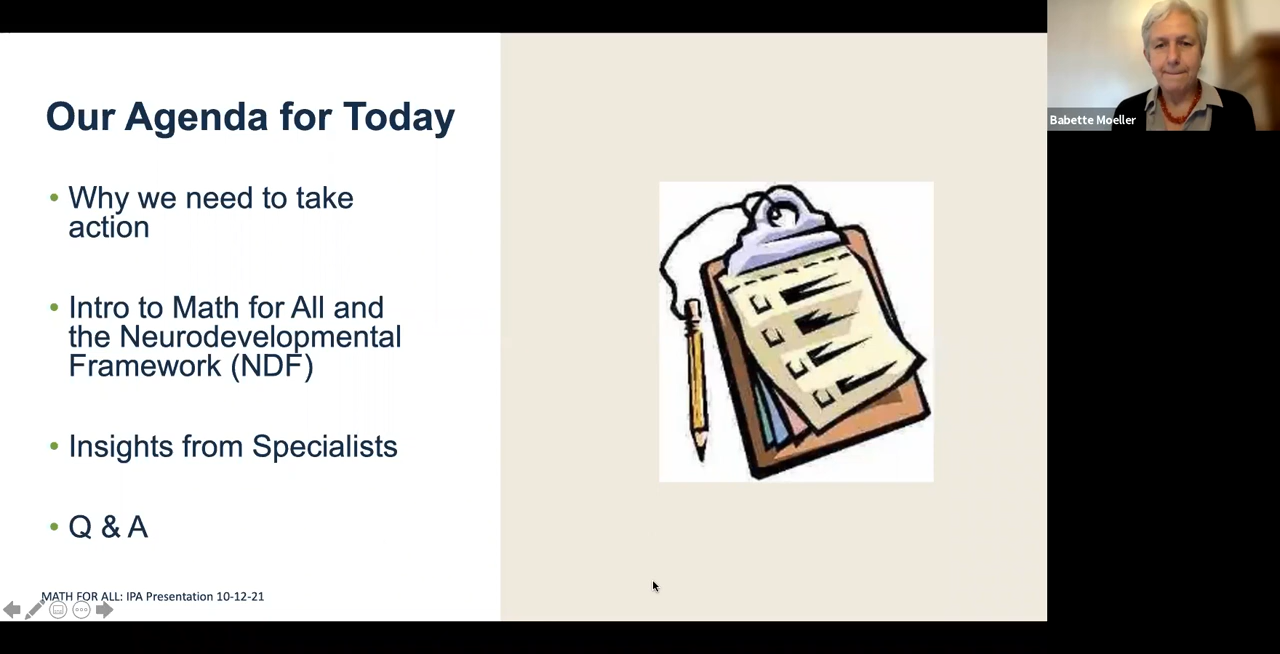 Our Agenda for Today
• Why we need to take
action
• Intro to Math for All and
the Neurodevelopmental
Framework (NDF)
• Insights from Specialists
• Q & A
MATH FOR ALL: IPA Presentation 10-12-21
Babette Moeller